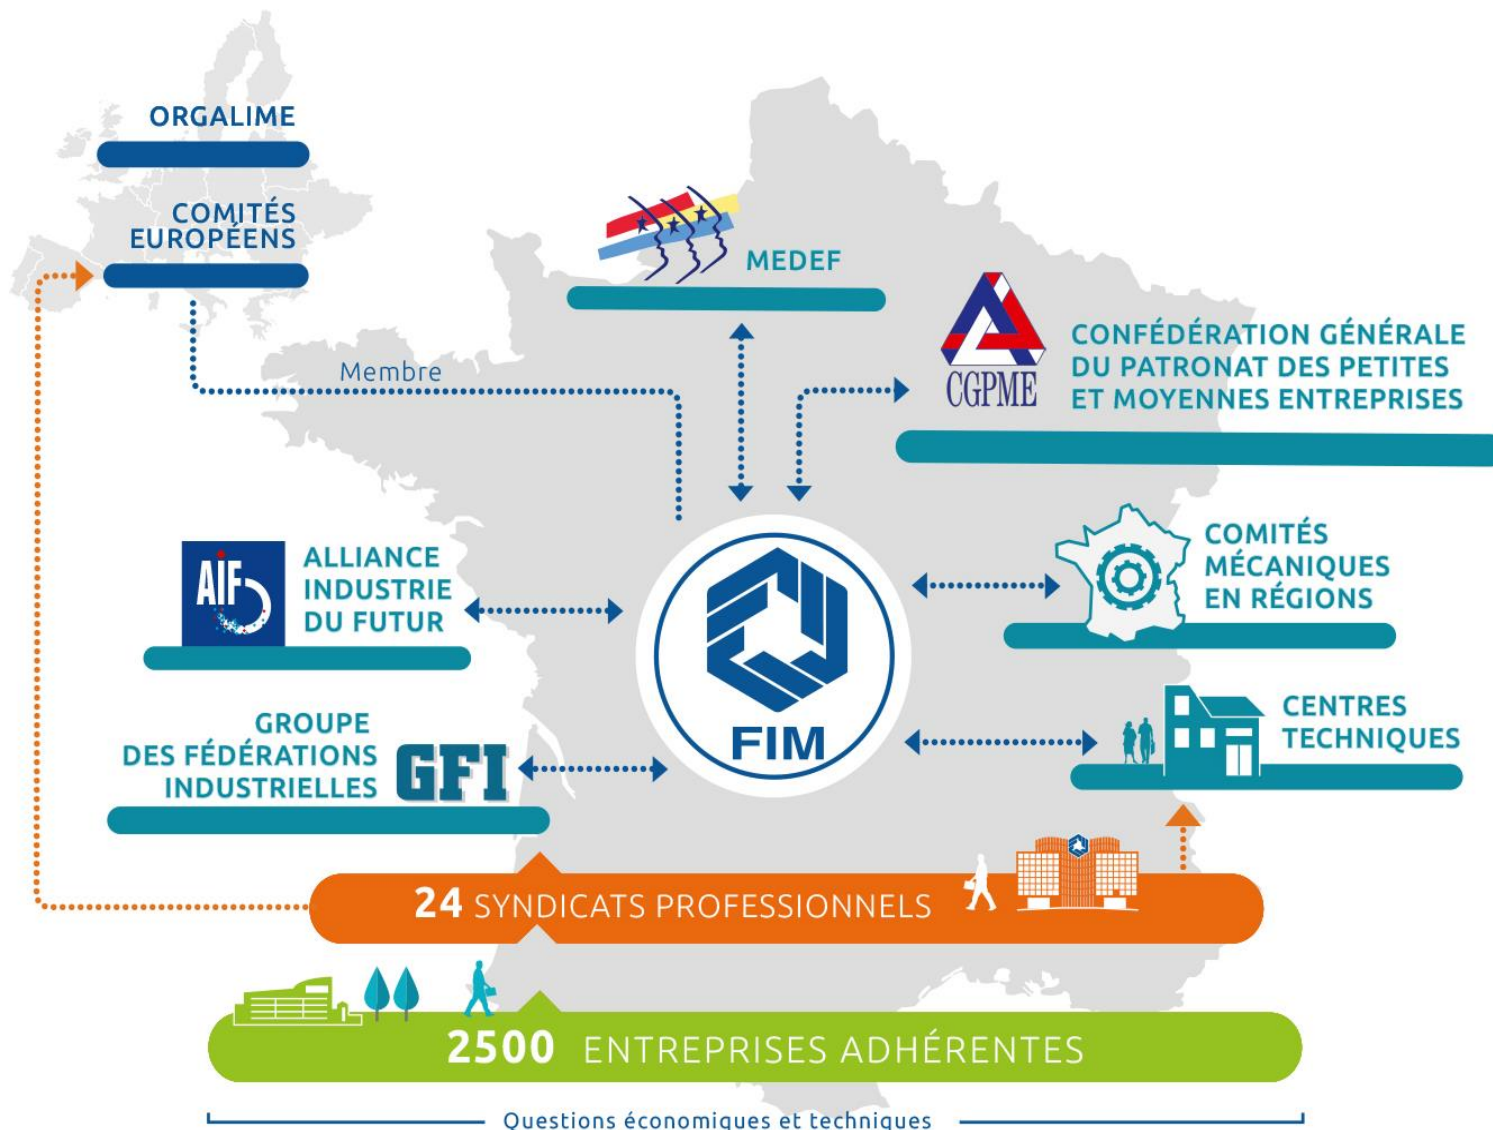 ORGALIME
COMITÉS
EUROPÉENS
MEDEF
Membre
CGPME
CONFÉDÉRATION GÉNÉRALE
DU PATRONAT DES PETITES
ET MOYENNES ENTREPRISES
AIF
ALLIANCE
INDUSTRIE
DU FUTUR
COMITÉS
MÉCANIQUES
EN RÉGIONS
FIM
GROUPE
DES FÉDÉRATIONS
INDUSTRIELLES
GFI
CENTRES
TECHNIQUES
24 SYNDICATS PROFESSIONNELS
2500 ENTREPRISES ADHÉRENTES
Questions économiques et techniques